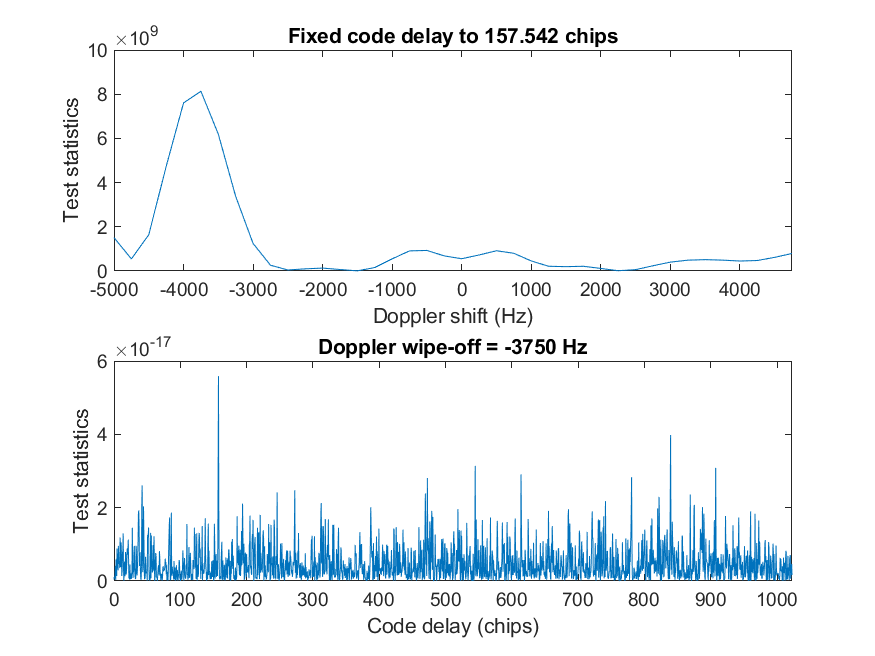 Fixed code delay to 157.542 chips
×10⁹
10
8
6
4
2
0
Test statistics
-5000 -4000 -3000 -2000 -1000 0 1000 2000 3000 4000
Doppler shift (Hz)
Doppler wipe-off = -3750 Hz
×10⁻¹⁷
6
4
2
0
Test statistics
0 100 200 300 400 500 600 700 800 900 1000
Code delay (chips)